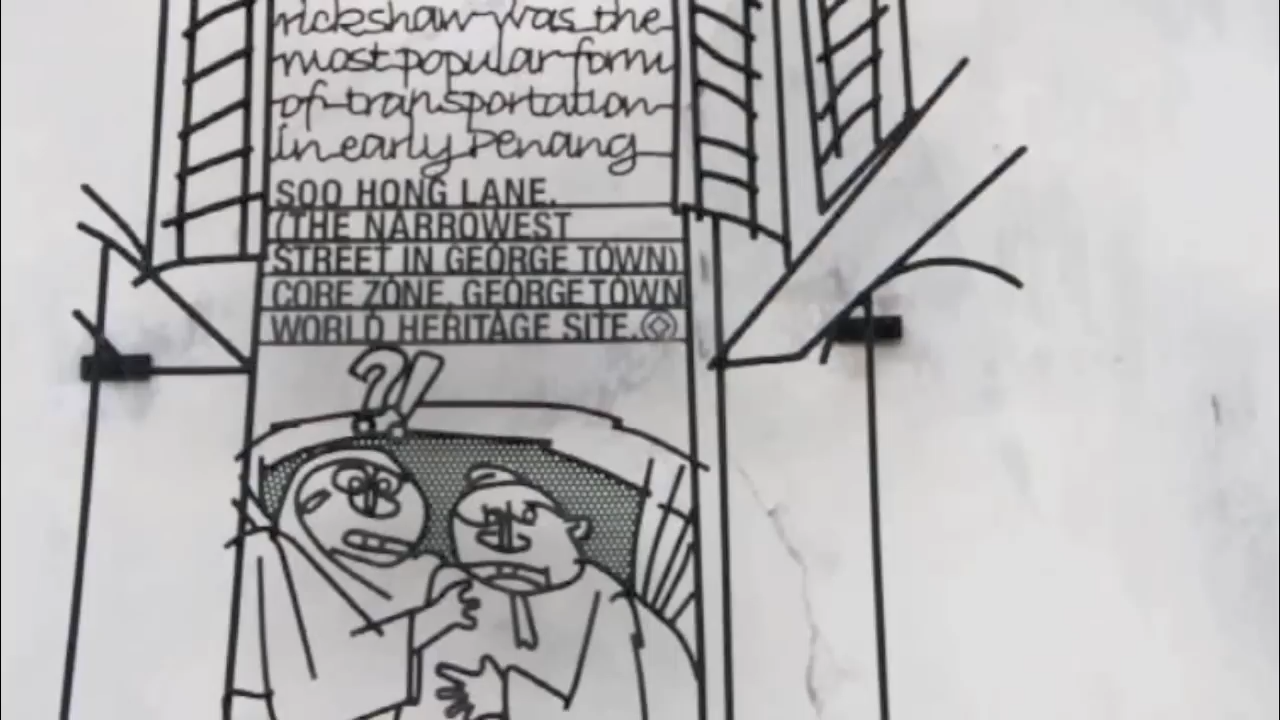 rickshaw was the
most popular form
of transportation
in early Penang
SOO HONG LANE.
(THE NARROWEST
STREET IN GEORGE TOWN)
CORE ZONE, GEORGETOWN
WORLD HERITAGE SITE.
?!